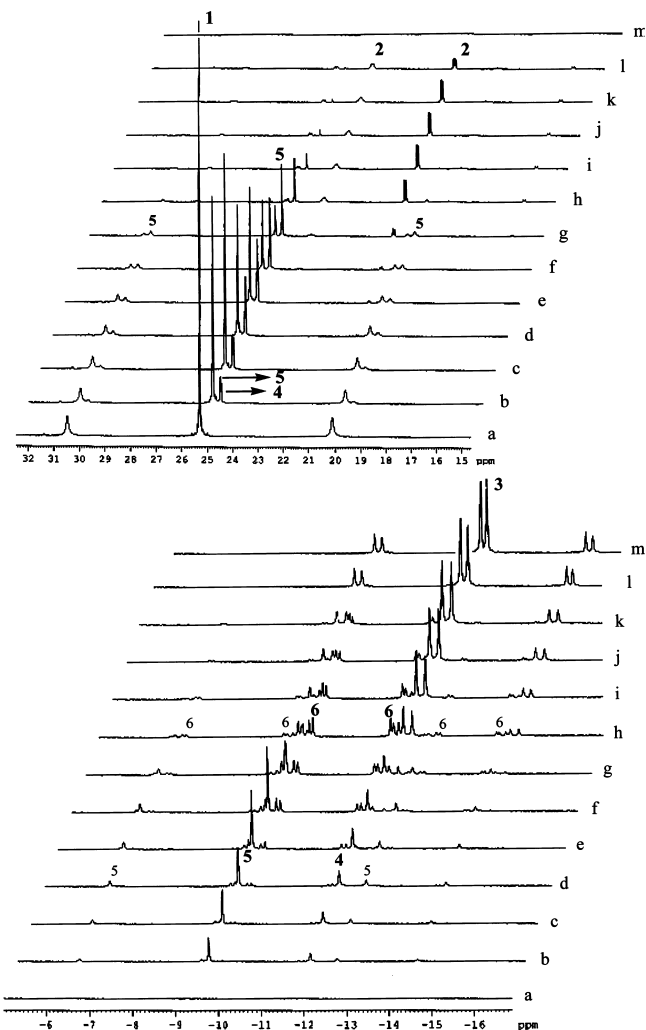 1
m
2 2
l
k
j
5
i
h
5 5
g
f
e
d
c
5
4
b
a
32 31 30 29 28 27 26 25 24 23 22 21 20 19 18 17 16 15 ppm
3
m
l
k
j
i
6 6 6 6 6 6
h
g
f
e
5 5 4 5
d
c
b
a
-6 -7 -8 -9 -10 -11 -12 -13 -14 -15 -16 ppm